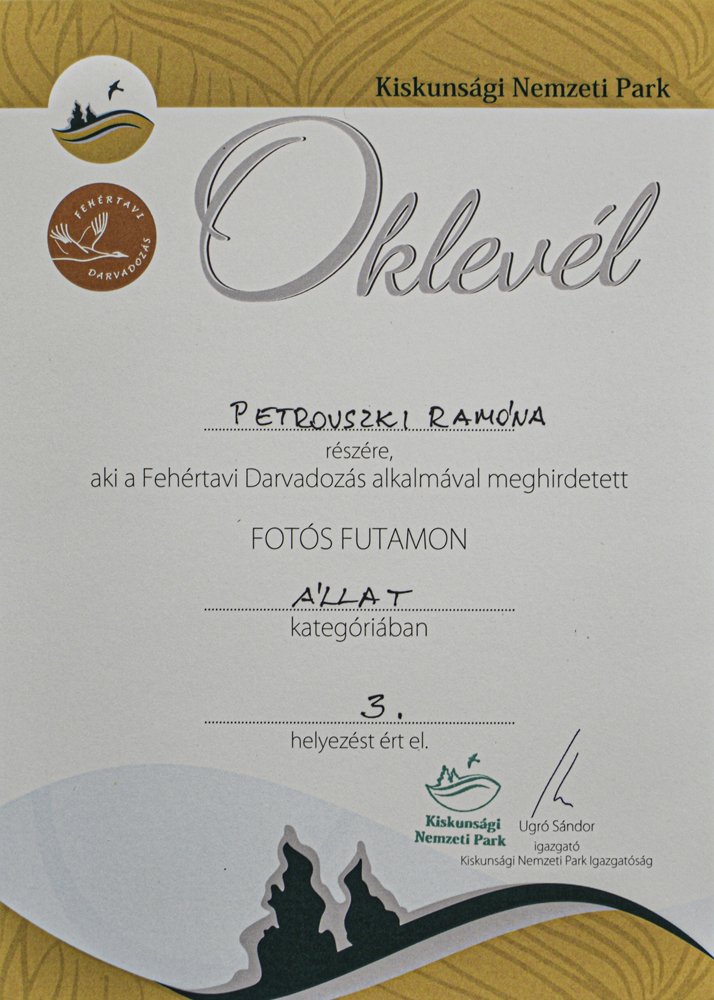 Kiskunsági Nemzeti Park
Oklevél
FEHÉRTAVI
DARVADOZÁS
PETROVSZKI RAMÓNA
részére,
aki a Fehértavi Darvadozás alkalmával meghirdetett
FOTÓS FUTAMON
ÁLLAT
kategóriában
3.
helyezést ért el.
Kiskunsági
Nemzeti Park
Ugró Sándor
igazgató
Kiskunsági Nemzeti Park Igazgatóság